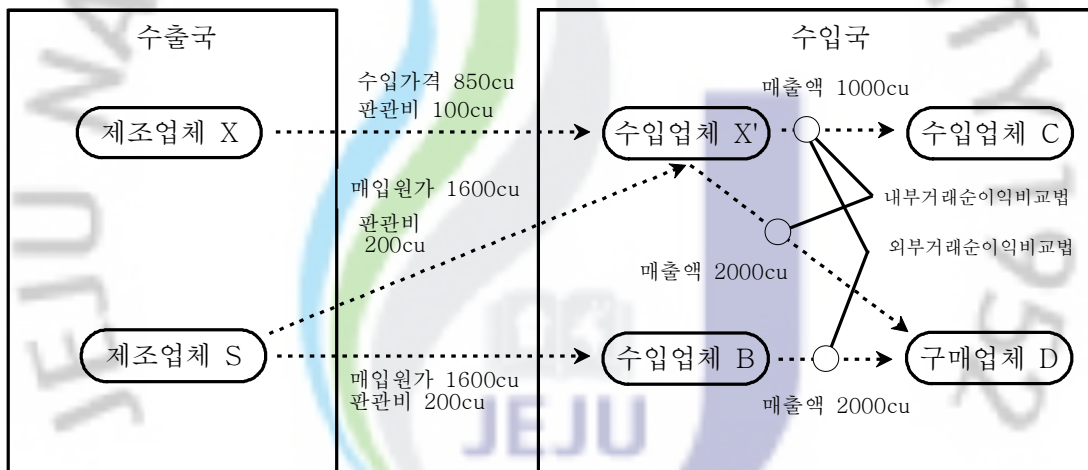 수출국
수입국
수입가격 850cu
판관비 100cu
매출액 1000cu
제조업체 X
수입업체 X'
수입업체 C
매입원가 1600cu
판관비
200cu
내부거래순이익비교법
외부거래순이익비교법
매출액 2000cu
제조업체 S
수입업체 B
구매업체 D
매입원가 1600cu
판관비 200cu
매출액 2000cu
JEJU
JEJU NA
TY 1952